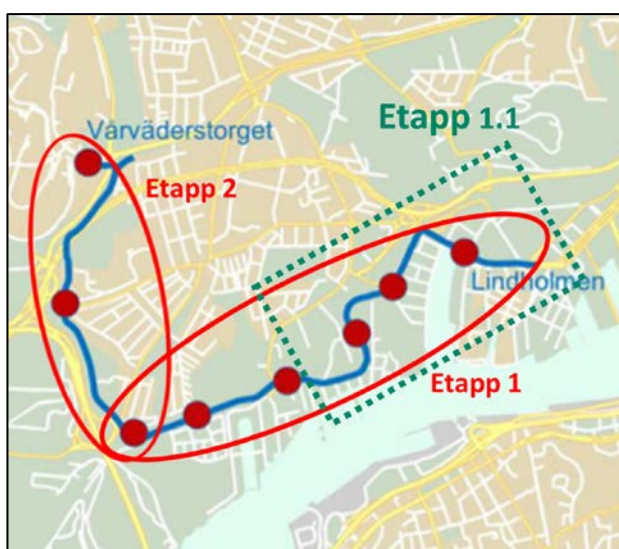 Etapp 1.1
Vårväderstorget
Etapp 2
Lindholmen
Etapp 1